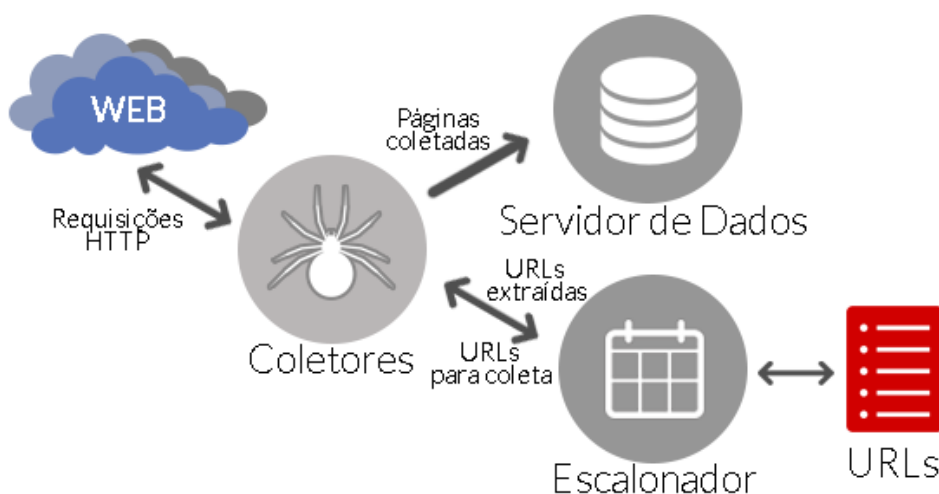 WEB
Páginas
coletadas
Requisições
HTTP
Servidor de Dados
Coletores
URLs
extraídas
URLs
para coleta
Escalonador
URLs